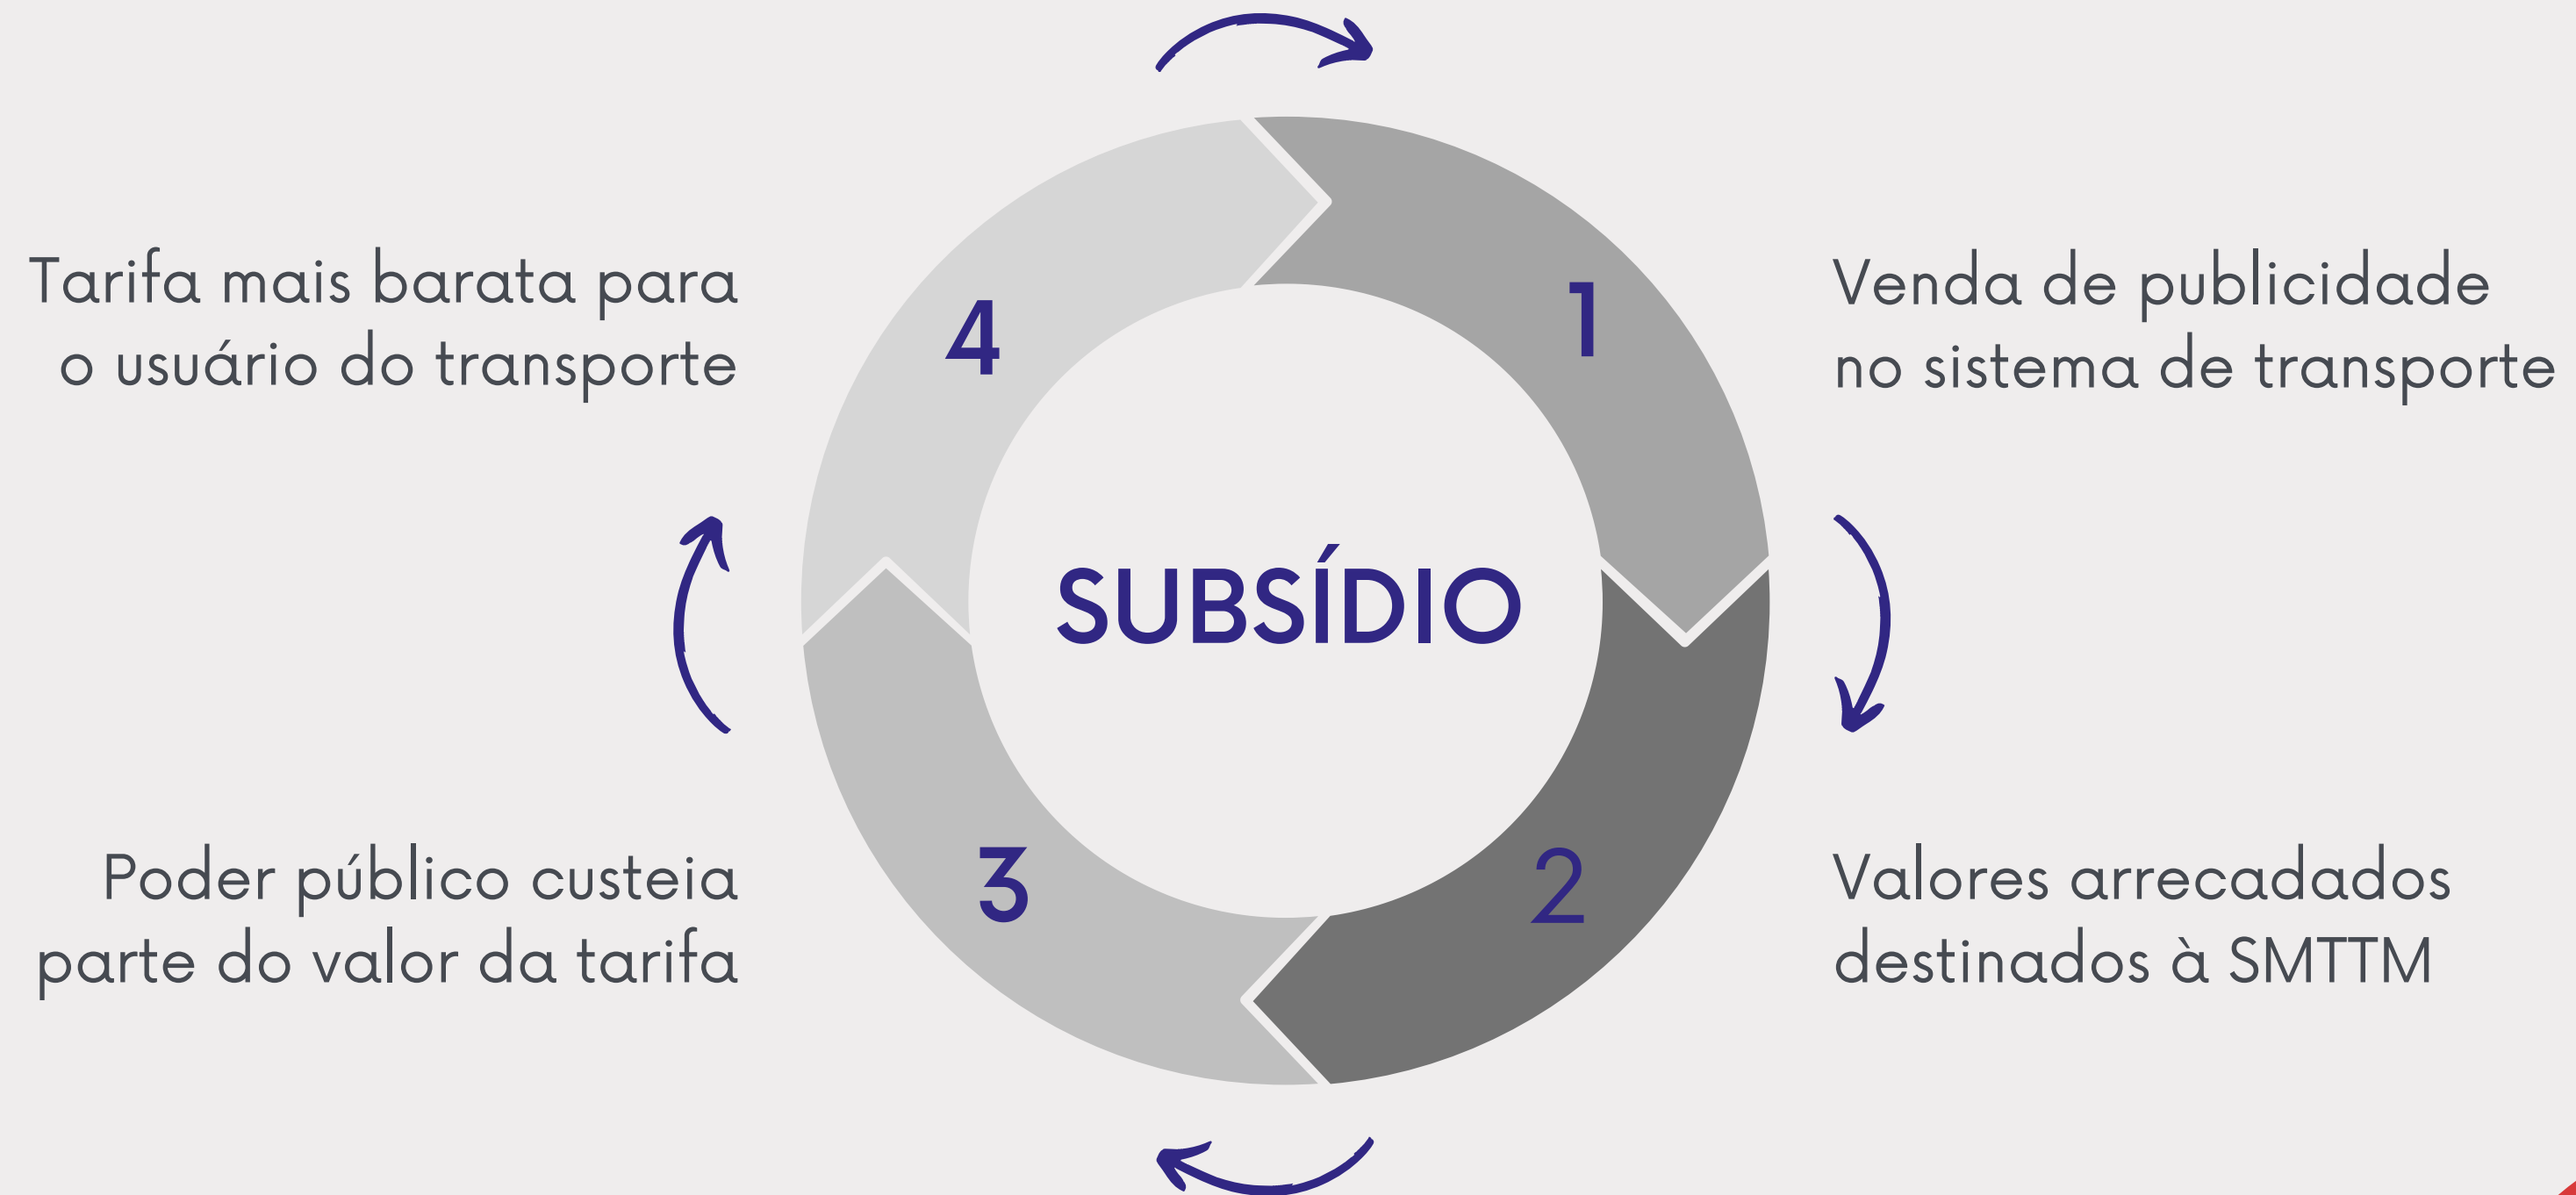 1
Venda de publicidade
no sistema de transporte
2
Valores arrecadados
destinados à SMTTM
3
Poder público custeia
parte do valor da tarifa
4
Tarifa mais barata para
o usuário do transporte
SUBSÍDIO